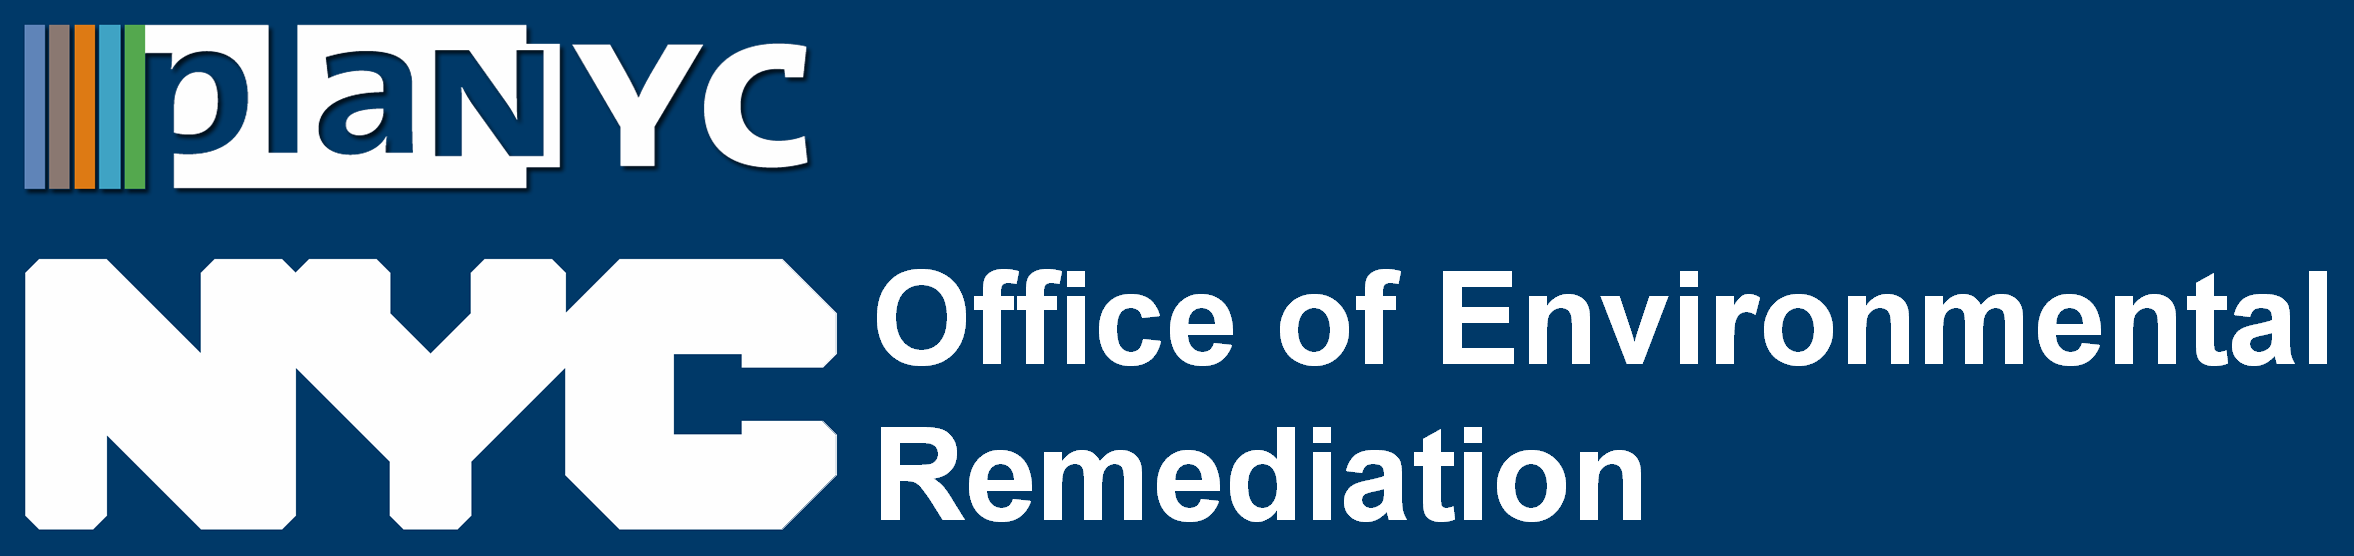 plaNYC
NYC Office of Environmental
Remediation